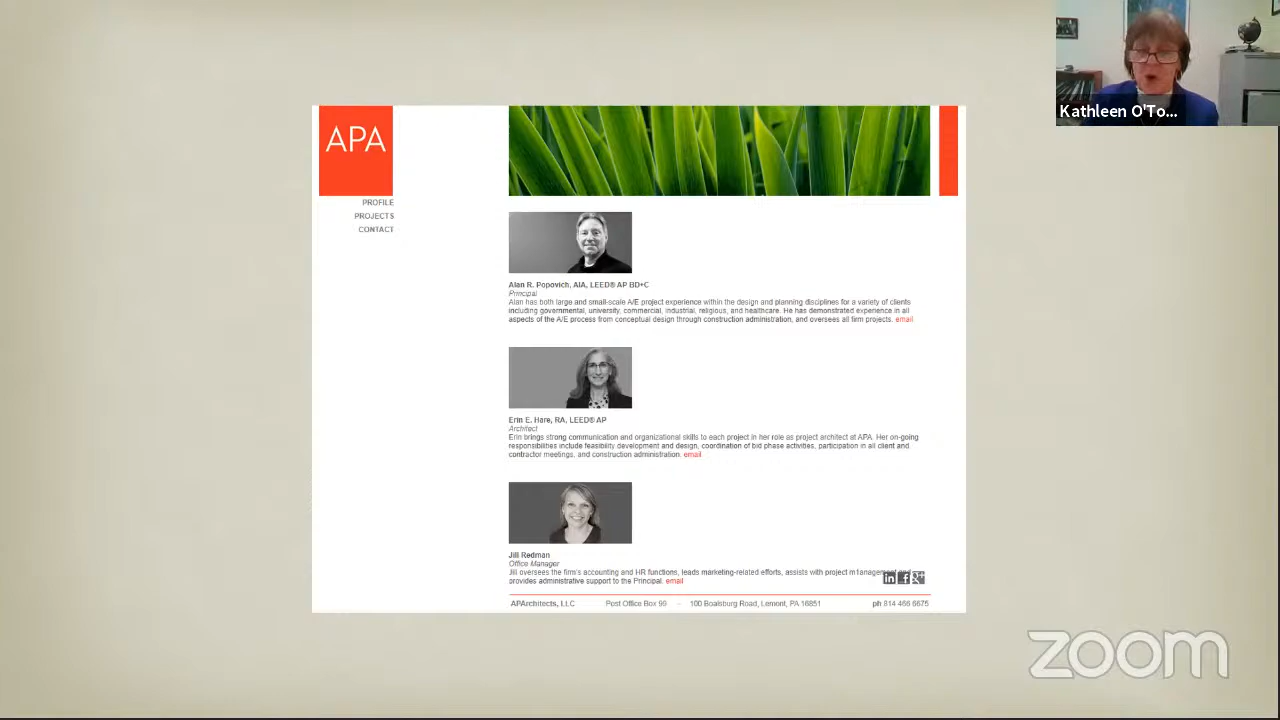 Kathleen O'To...
APA
PROFILE
PROJECTS
CONTACT
Alan R. Popovich, AIA, LEED® AP BD+C
Principal
Alan has both large and small-scale A/E project experience within the design and planning disciplines for a variety of clients
including governmental, university, commercial, industrial, religious, and healthcare. He has demonstrated experience in all
aspects of the A/E process from conceptual design through construction administration, and oversees all firm projects. email
Erin E. Hare, RA, LEED® AP
Architect
Erin brings strong communication and organizational skills to each project in her role as project architect at APA. Her on-going
responsibilities include feasibility development and design, coordination of bid phase activities, participation in all client and
contractor meetings, and construction administration. email
Jill Redman
Office Manager
Jill oversees the firm's accounting and HR functions, leads marketing-related efforts, assists with project
provides administrative support to the Principal. email
in f g+
APArchitects, LLC Post Office Box 99 - 100 Boalsburg Road, Lemont, PA 16851 ph 814 466 6675
zoom